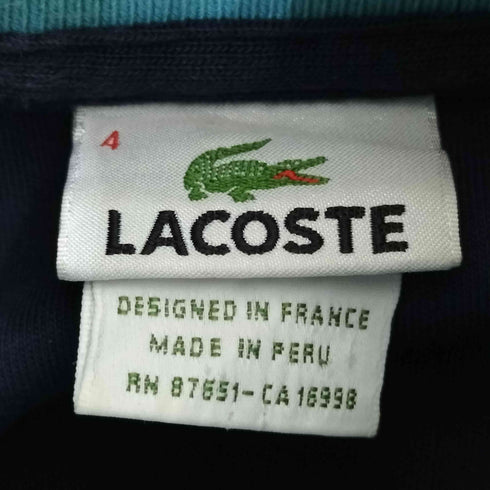 4
LACOSTE
DESIGNED IN FRANCE
MADE IN PERU
RN 87651-CA 16998